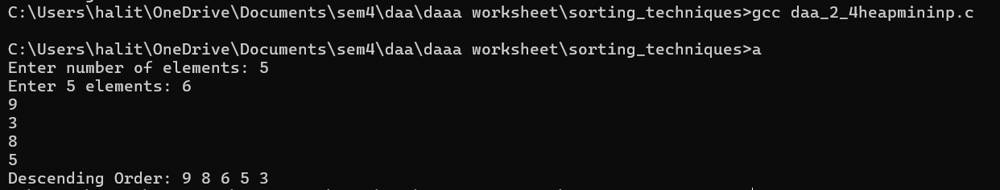 C:\Users\halit\OneDrive\Documents\sem4\daa\daaa worksheet\sorting_techniques>gcc daa_2_4heapmininp.c
C:\Users\halit\OneDrive\Documents\sem4\daa\daaa worksheet\sorting_techniques>a
Enter number of elements: 5
Enter 5 elements: 6
9
3
8
5
Descending Order: 9 8 6 5 3